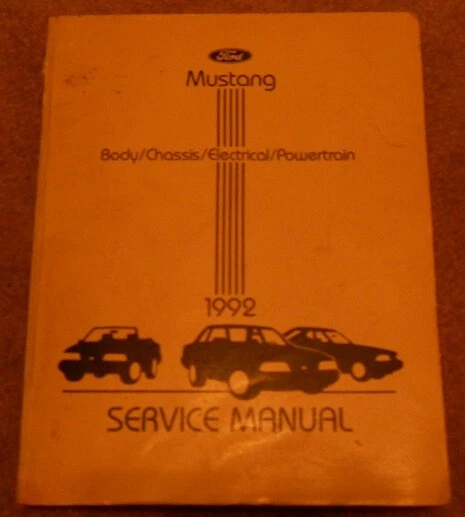 Ford
Mustang
Body/Chassis/Electrical/Powertrain
1992
SERVICE MANUAL